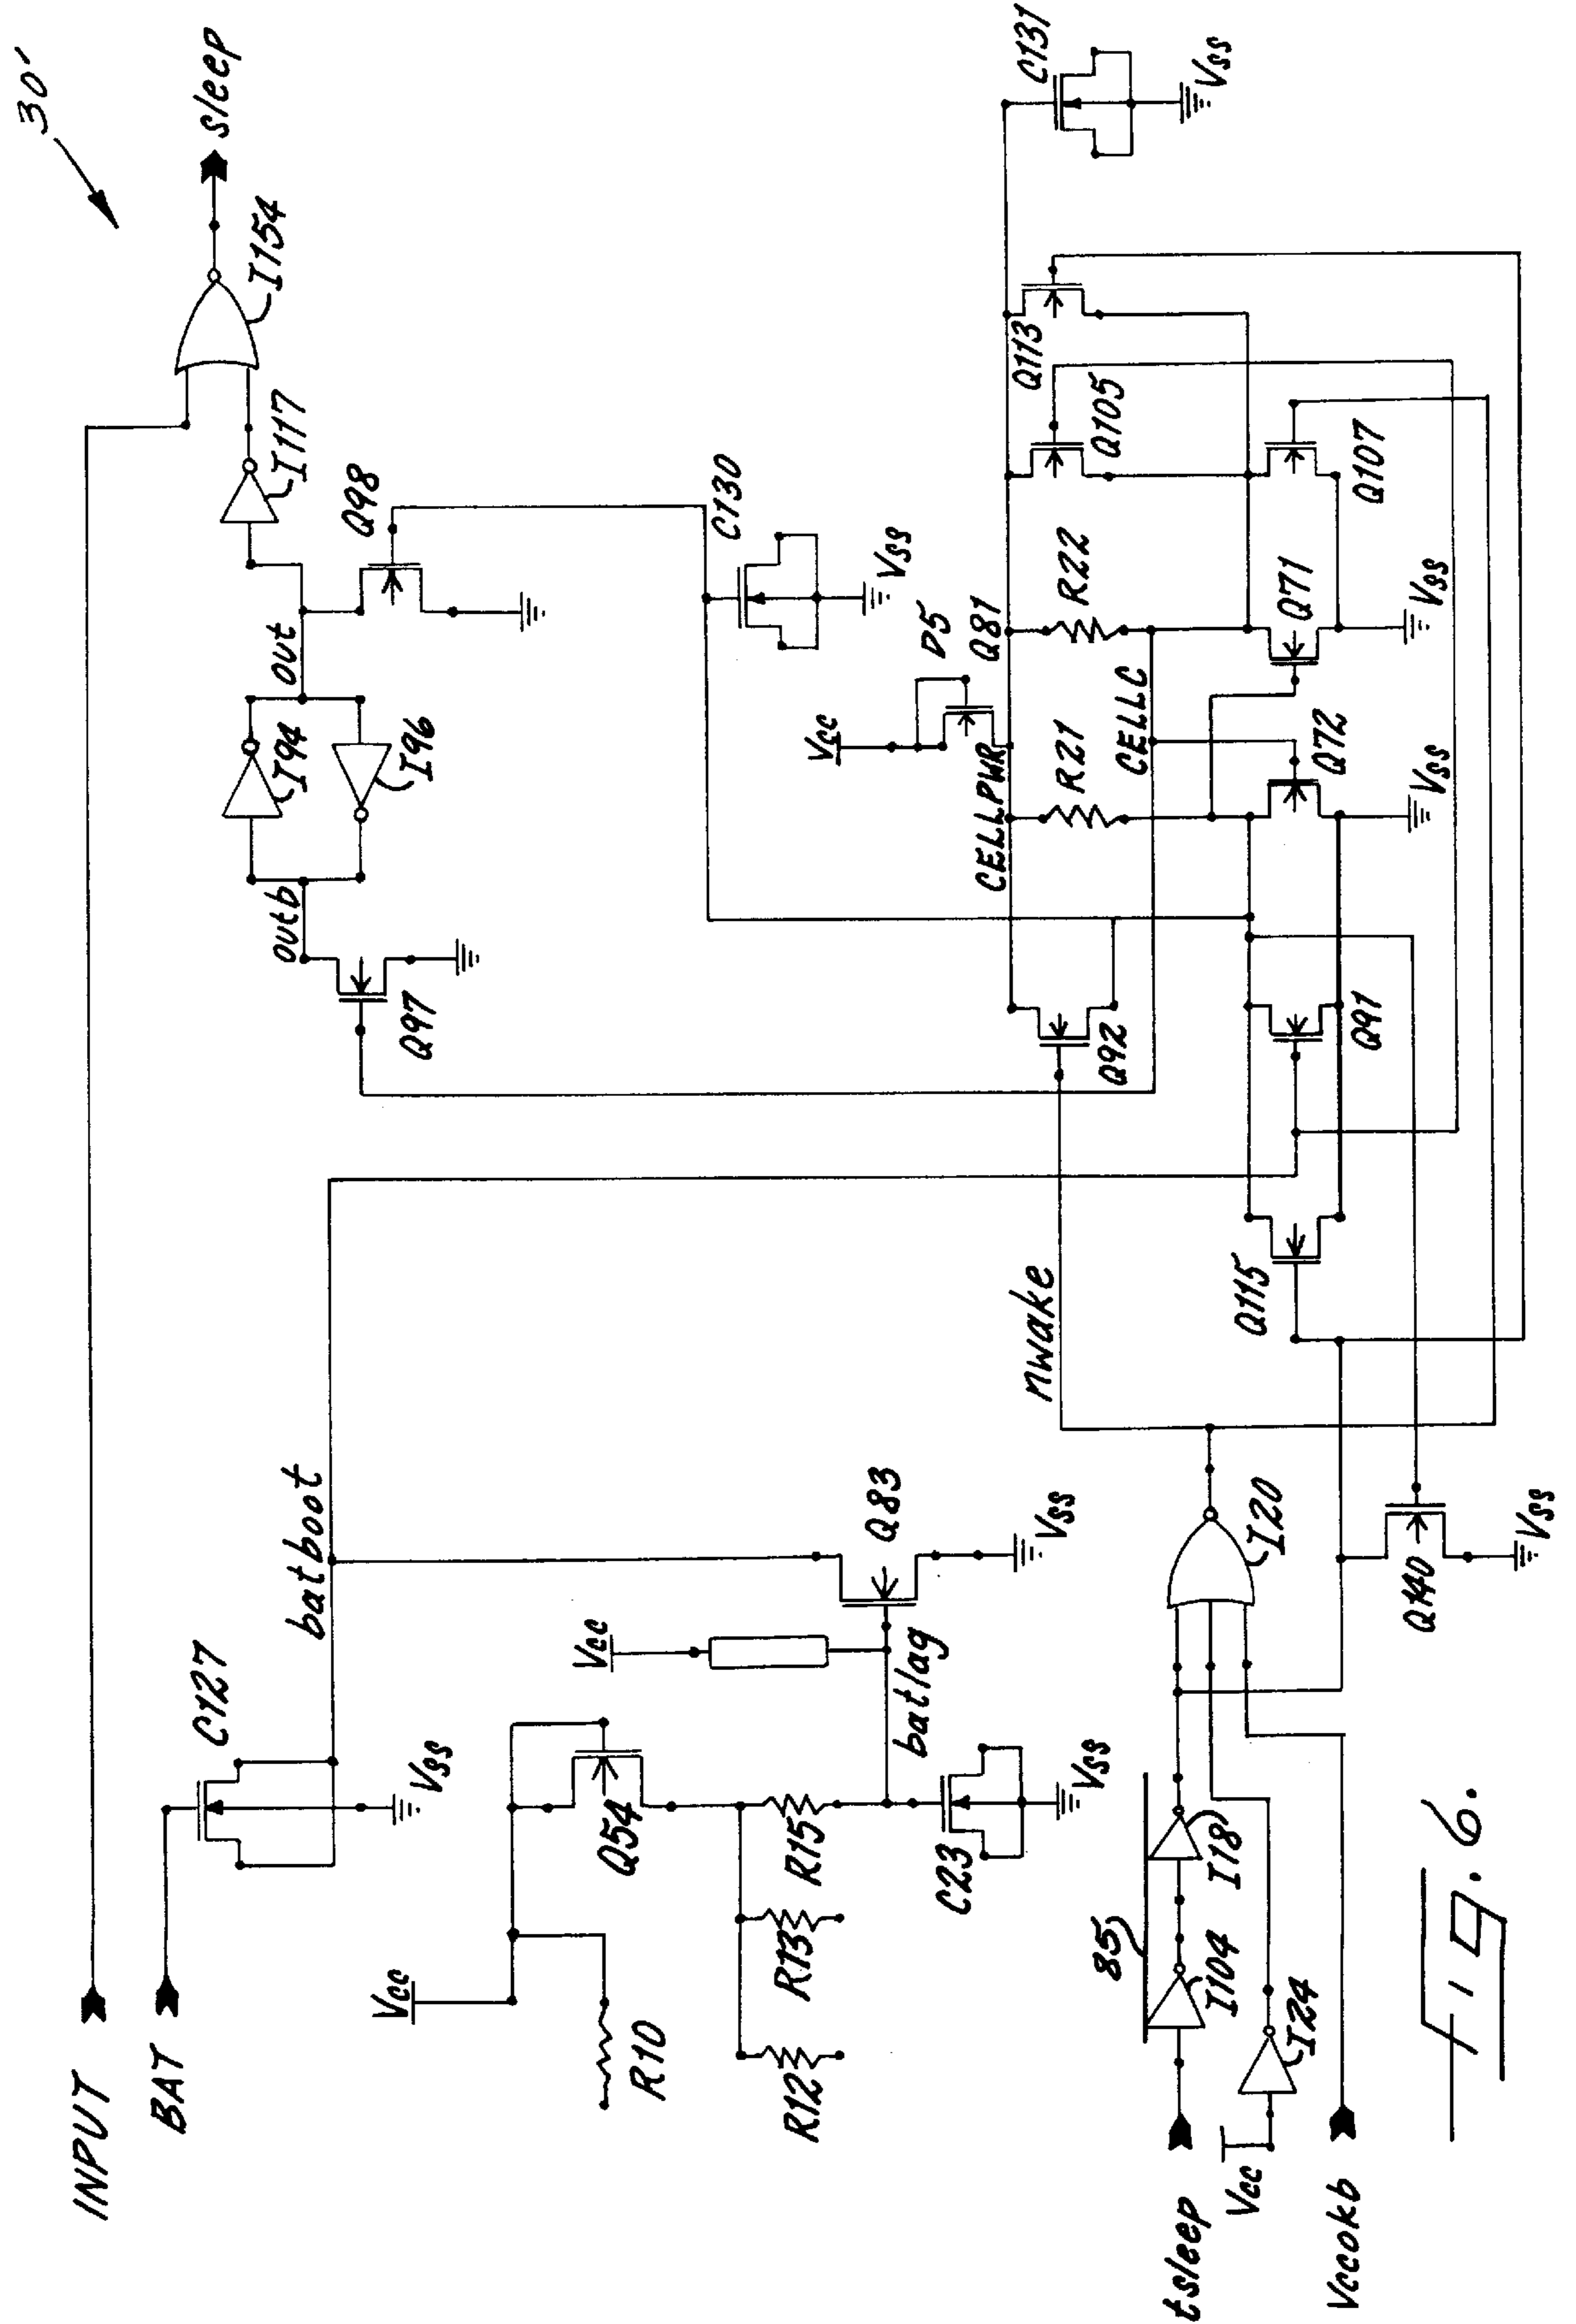 30'
INPUT
sleep
I154
I117
BAT
C127
Vss
batboot
outb
I94
I96
out
Q97
Q98
Vcc
R10
Q54
R12
R13
R15
Vcc
batlag
Q83
Vss
C23
Vss
C130
Vss
Vcc
D5
Q81
CELLPWR
R21
R22
CELLC
Q92
Q105
Q113
C131
Vss
nwake
Q115
Q91
Q72
Vss
Q71
Vss
Q107
tsleep
85
I104
I18
Vcc
I24
I20
Vccokb
Q140
Vss
Fig. 6.